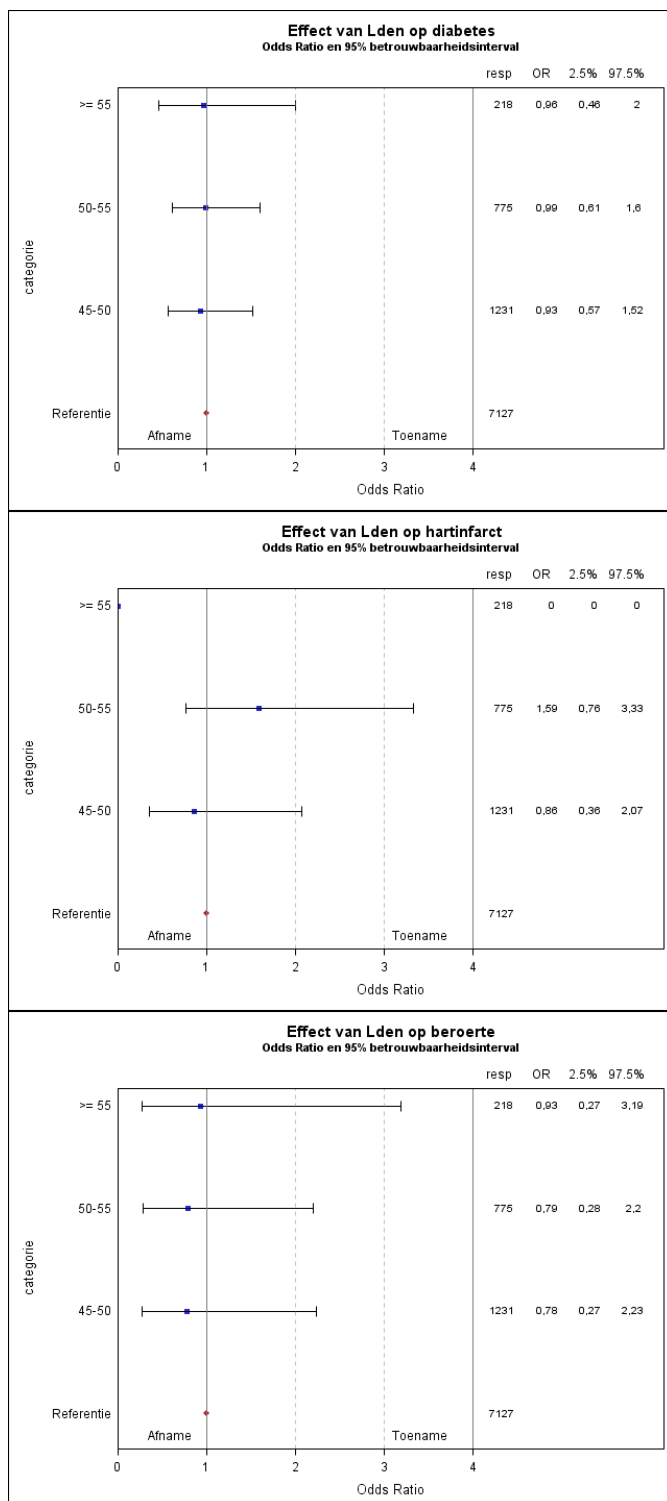 Effect van Lden op diabetes
Odds Ratio en 95% betrouwbaarheidsinterval
resp OR 2.5% 97.5%
>= 55 218 0,96 0,46 2
50-55 775 0,99 0,61 1,6
categorie
45-50 1231 0,93 0,57 1,52
Referentie 7127
Afname Toename
0 1 2 3 4
Odds Ratio
Effect van Lden op hartinfarct
Odds Ratio en 95% betrouwbaarheidsinterval
resp OR 2.5% 97.5%
>= 55 218 0 0 0
50-55 775 1,59 0,76 3,33
categorie
45-50 1231 0,86 0,36 2,07
Referentie 7127
Afname Toename
0 1 2 3 4
Odds Ratio
Effect van Lden op beroerte
Odds Ratio en 95% betrouwbaarheidsinterval
resp OR 2.5% 97.5%
>= 55 218 0,93 0,27 3,19
50-55 775 0,79 0,28 2,2
categorie
45-50 1231 0,78 0,27 2,23
Referentie 7127
Afname Toename
0 1 2 3 4
Odds Ratio